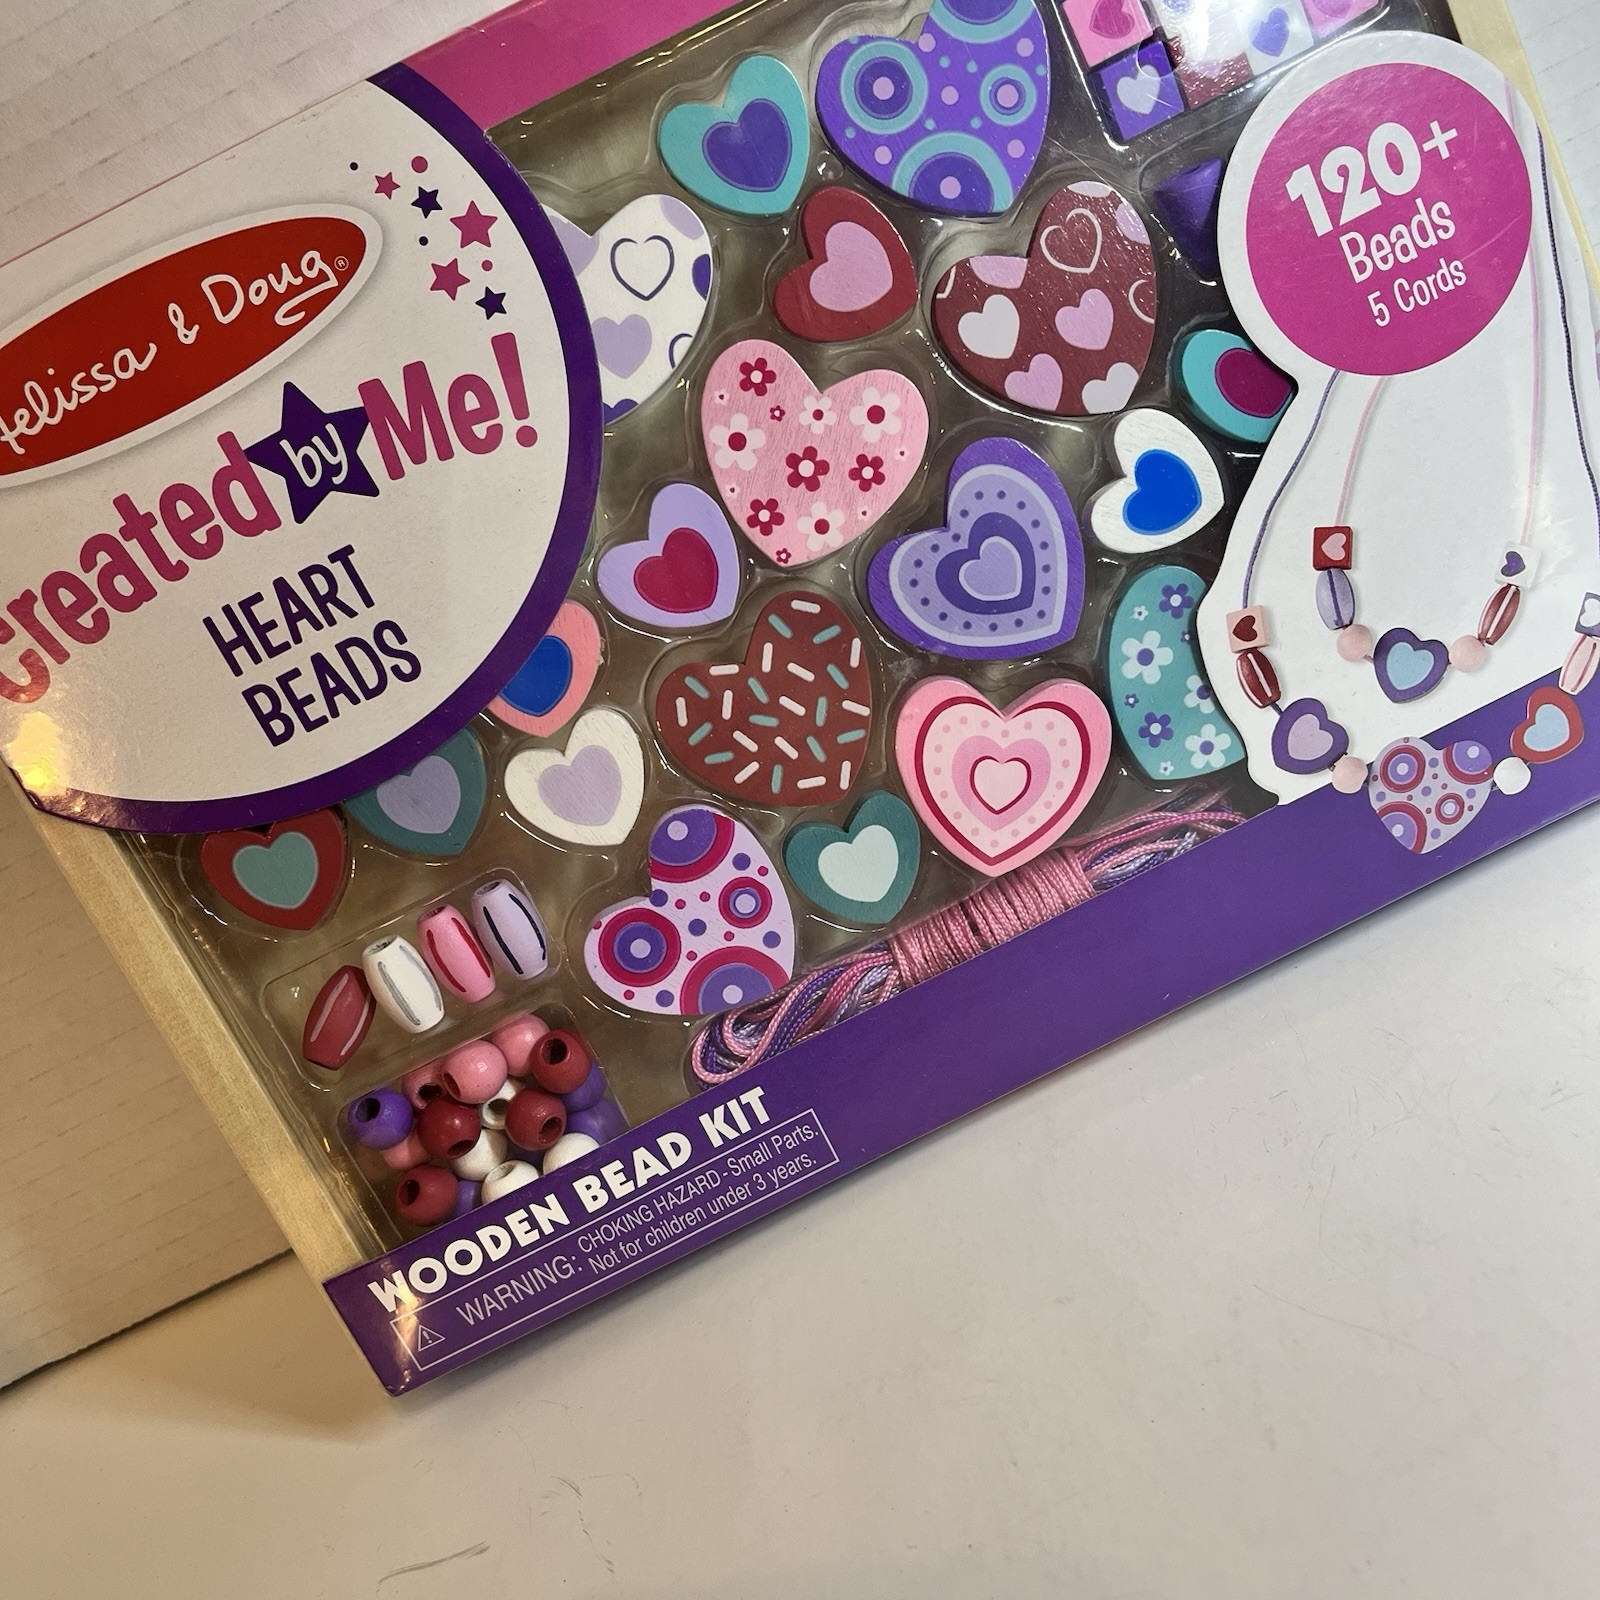 Melissa & Doug®
Created by Me!
HEART
BEADS
120+
Beads
5 Cords
WOODEN BEAD KIT
WARNING: CHOKING HAZARD - Small Parts.
Not for children under 3 years.